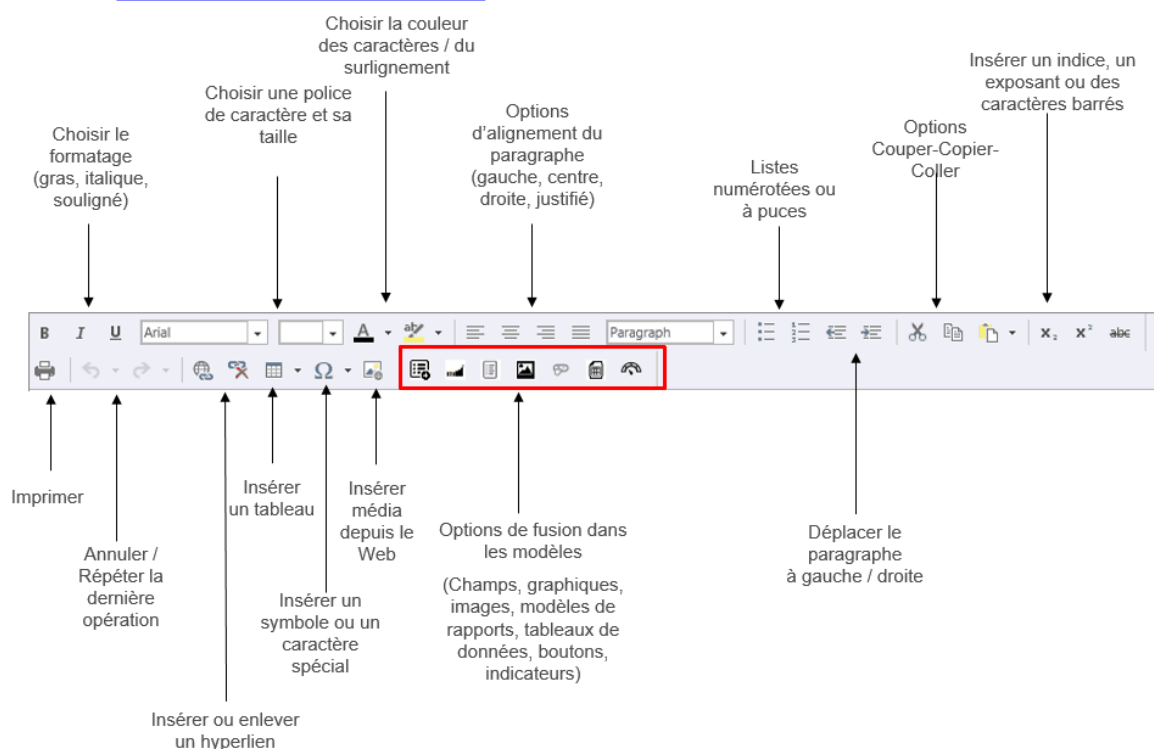 Choisir la couleur
des caractères / du
surlignement
Insérer un indice, un
exposant ou des
caractères barrés
Choisir une police
de caractère et sa
taille
Options
d'alignement du
paragraphe
(gauche, centre,
droite, justifié)
Options
Couper-Copier-
Coller
Choisir le
formatage
(gras, italique,
souligné)
Listes
numérotées ou
à puces
B I U Arial A aby Paragraph x₂ x² abc
Ω
Imprimer
Insérer
un tableau
Insérer
média
depuis le
Web
Options de fusion dans
les modèles
(Champs, graphiques,
images, modèles de
rapports, tableaux de
données, boutons,
indicateurs)
Déplacer le
paragraphe
à gauche / droite
Annuler /
Répéter la
dernière
opération
Insérer un
symbole ou un
caractère
spécial
Insérer ou enlever
un hyperlien